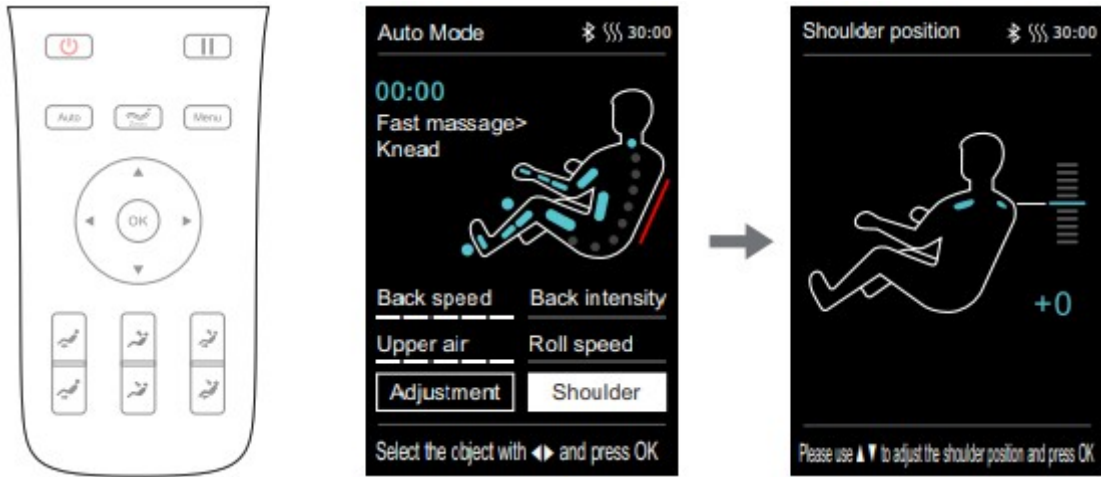 Auto
Menu
OK
Auto Mode 30:00
00:00
Fast massage>
Knead
Back speed Back intensity
Upper air Roll speed
Adjustment Shoulder
Select the object with ◀▶ and press OK
Shoulder position 30:00
+0
Please use ▲▼ to adjust the shoulder position and press OK